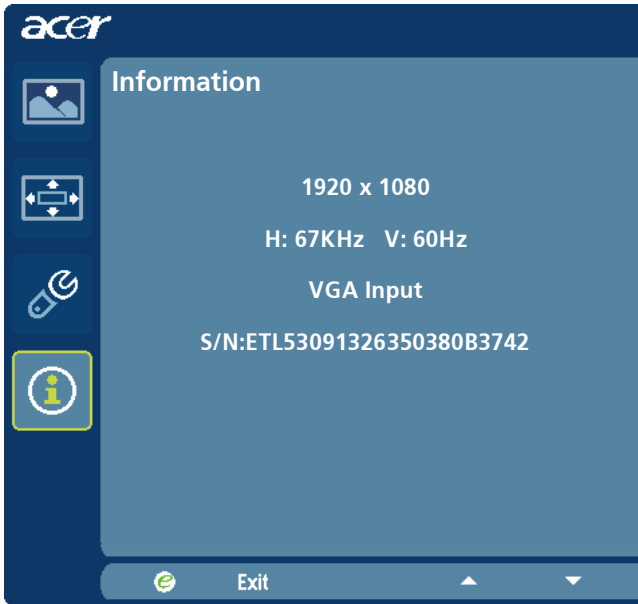 acer
Information
1920 x 1080
H: 67KHz V: 60Hz
VGA Input
S/N:ETL53091326350380B3742
e Exit